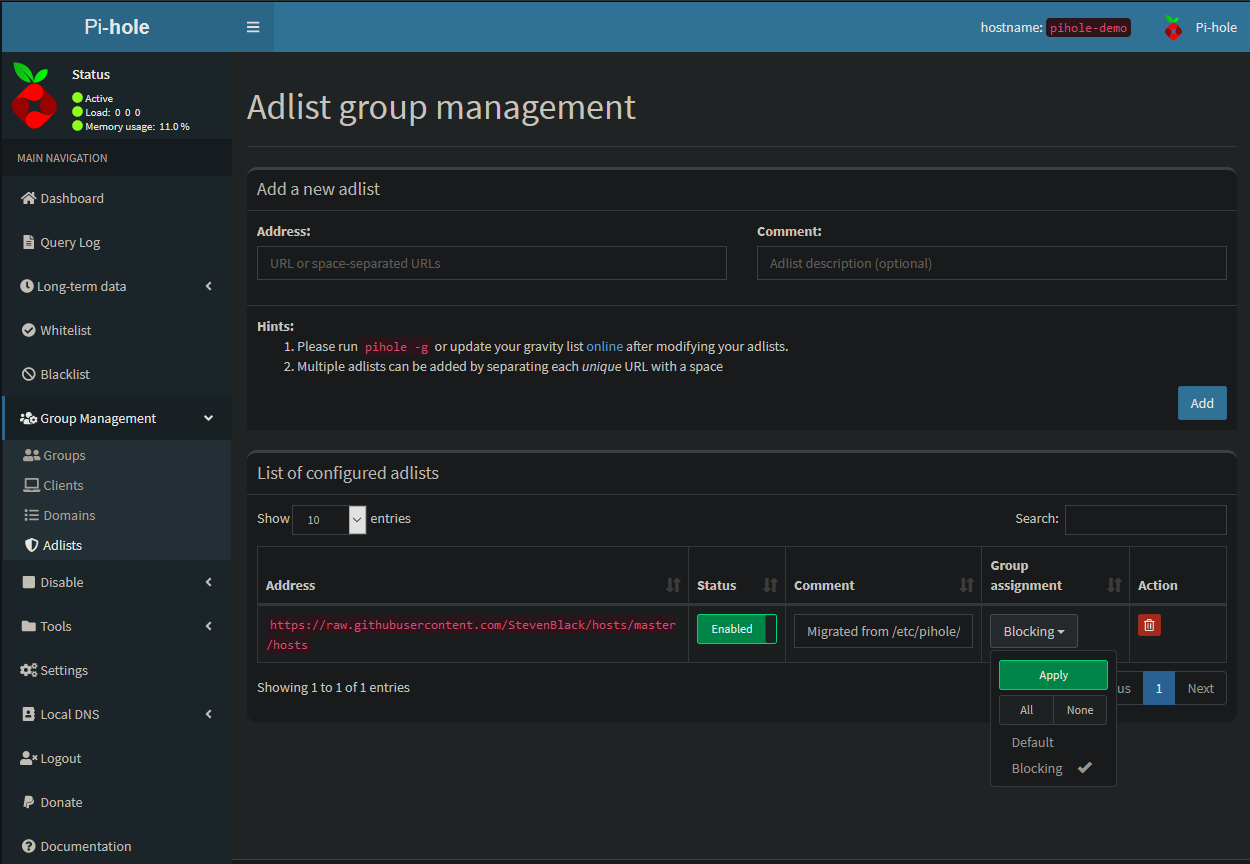 Pi-hole
hostname: pihole-demo
Pi-hole
Status
Active
Load: 0 0 0
Memory usage: 11.0 %
MAIN NAVIGATION
Dashboard
Query Log
Long-term data
Whitelist
Blacklist
Group Management
Groups
Clients
Domains
Adlists
Disable
Tools
Settings
Local DNS
Logout
Donate
Documentation
Adlist group management
Add a new adlist
Address:
Comment:
URL or space-separated URLs
Adlist description (optional)
Hints:
1. Please run pihole -g or update your gravity list online after modifying your adlists.
2. Multiple adlists can be added by separating each unique URL with a space
Add
List of configured adlists
Show 10 entries
Search:
Address
Status
Comment
Group
assignment
Action
https://raw.githubusercontent.com/StevenBlack/hosts/master
/hosts
Enabled
Migrated from /etc/pihole/
Blocking
Showing 1 to 1 of 1 entries
us
1
Next
Apply
All
None
Default
Blocking